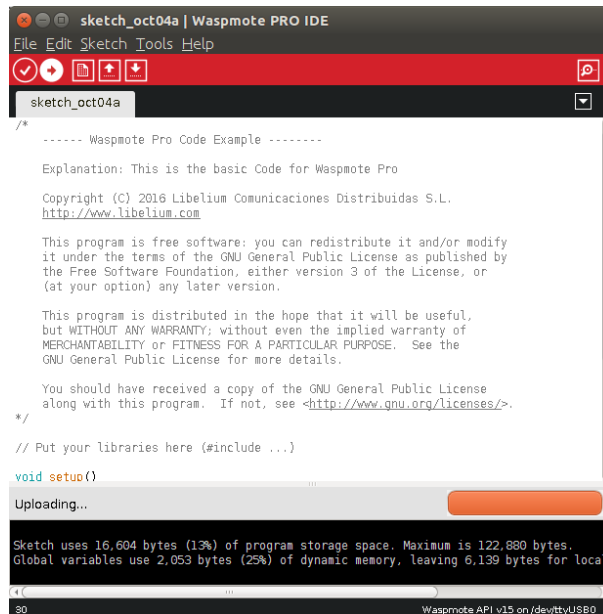 sketch_oct04a | Waspmote PRO IDE
File Edit Sketch Tools Help
sketch_oct04a
/*
------ Waspmote Pro Code Example --------
Explanation: This is the basic Code for Waspmote Pro
Copyright (C) 2016 Libelium Comunicaciones Distribuidas S.L.
http://www.libelium.com
This program is free software: you can redistribute it and/or modify
it under the terms of the GNU General Public License as published by
the Free Software Foundation, either version 3 of the License, or
(at your option) any later version.
This program is distributed in the hope that it will be useful,
but WITHOUT ANY WARRANTY; without even the implied warranty of
MERCHANTABILITY or FITNESS FOR A PARTICULAR PURPOSE.  See the
GNU General Public License for more details.
You should have received a copy of the GNU General Public License
along with this program.  If not, see <http://www.gnu.org/licenses/>.
*/
// Put your libraries here (#include ...)
void setup()
Uploading...
Sketch uses 16,604 bytes (13%) of program storage space. Maximum is 122,880 bytes.
Global variables use 2,053 bytes (25%) of dynamic memory, leaving 6,139 bytes for loca
30
Waspmote API v15 on /dev/ttyUSB0